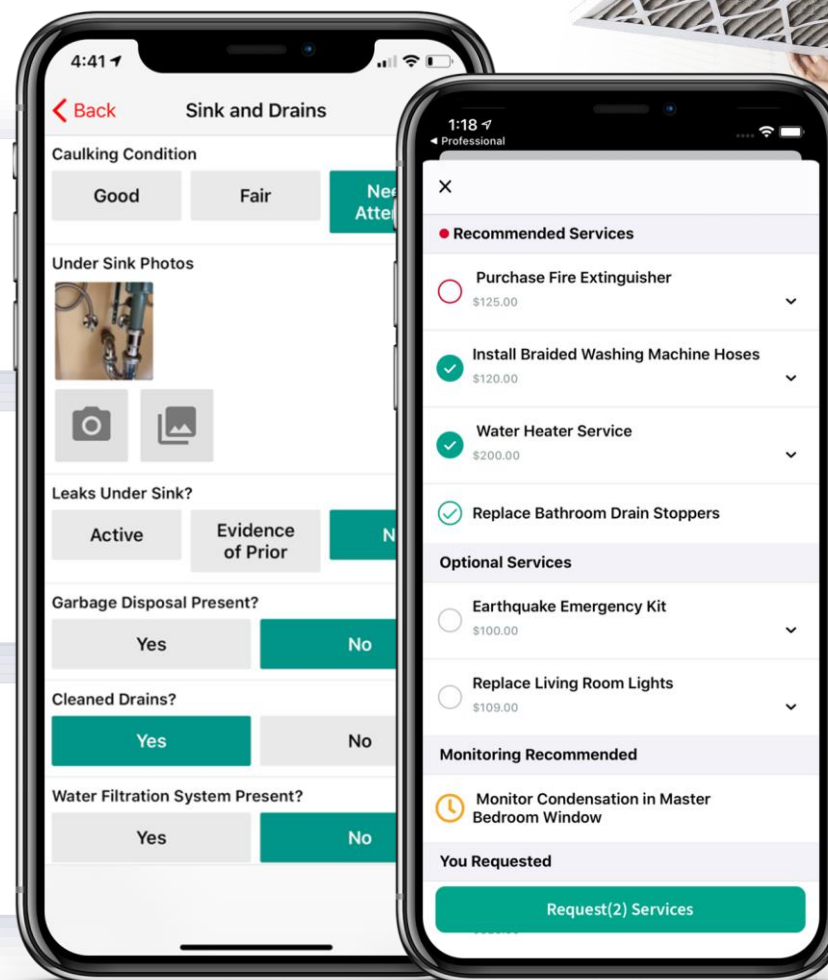 4:41
Back
Sink and Drains
Caulking Condition
Good
Fair
Under Sink Photos
Leaks Under Sink?
Active
Evidence
of Prior
Garbage Disposal Present?
Yes
No
Cleaned Drains?
Yes
No
Water Filtration System Present?
Yes
No
1:18
Professional
Recommended Services
Purchase Fire Extinguisher
$125.00
Install Braided Washing Machine Hoses
$120.00
Water Heater Service
$200.00
Replace Bathroom Drain Stoppers
Optional Services
Earthquake Emergency Kit
$100.00
Replace Living Room Lights
$109.00
Monitoring Recommended
Monitor Condensation in Master
Bedroom Window
You Requested
Request(2) Services